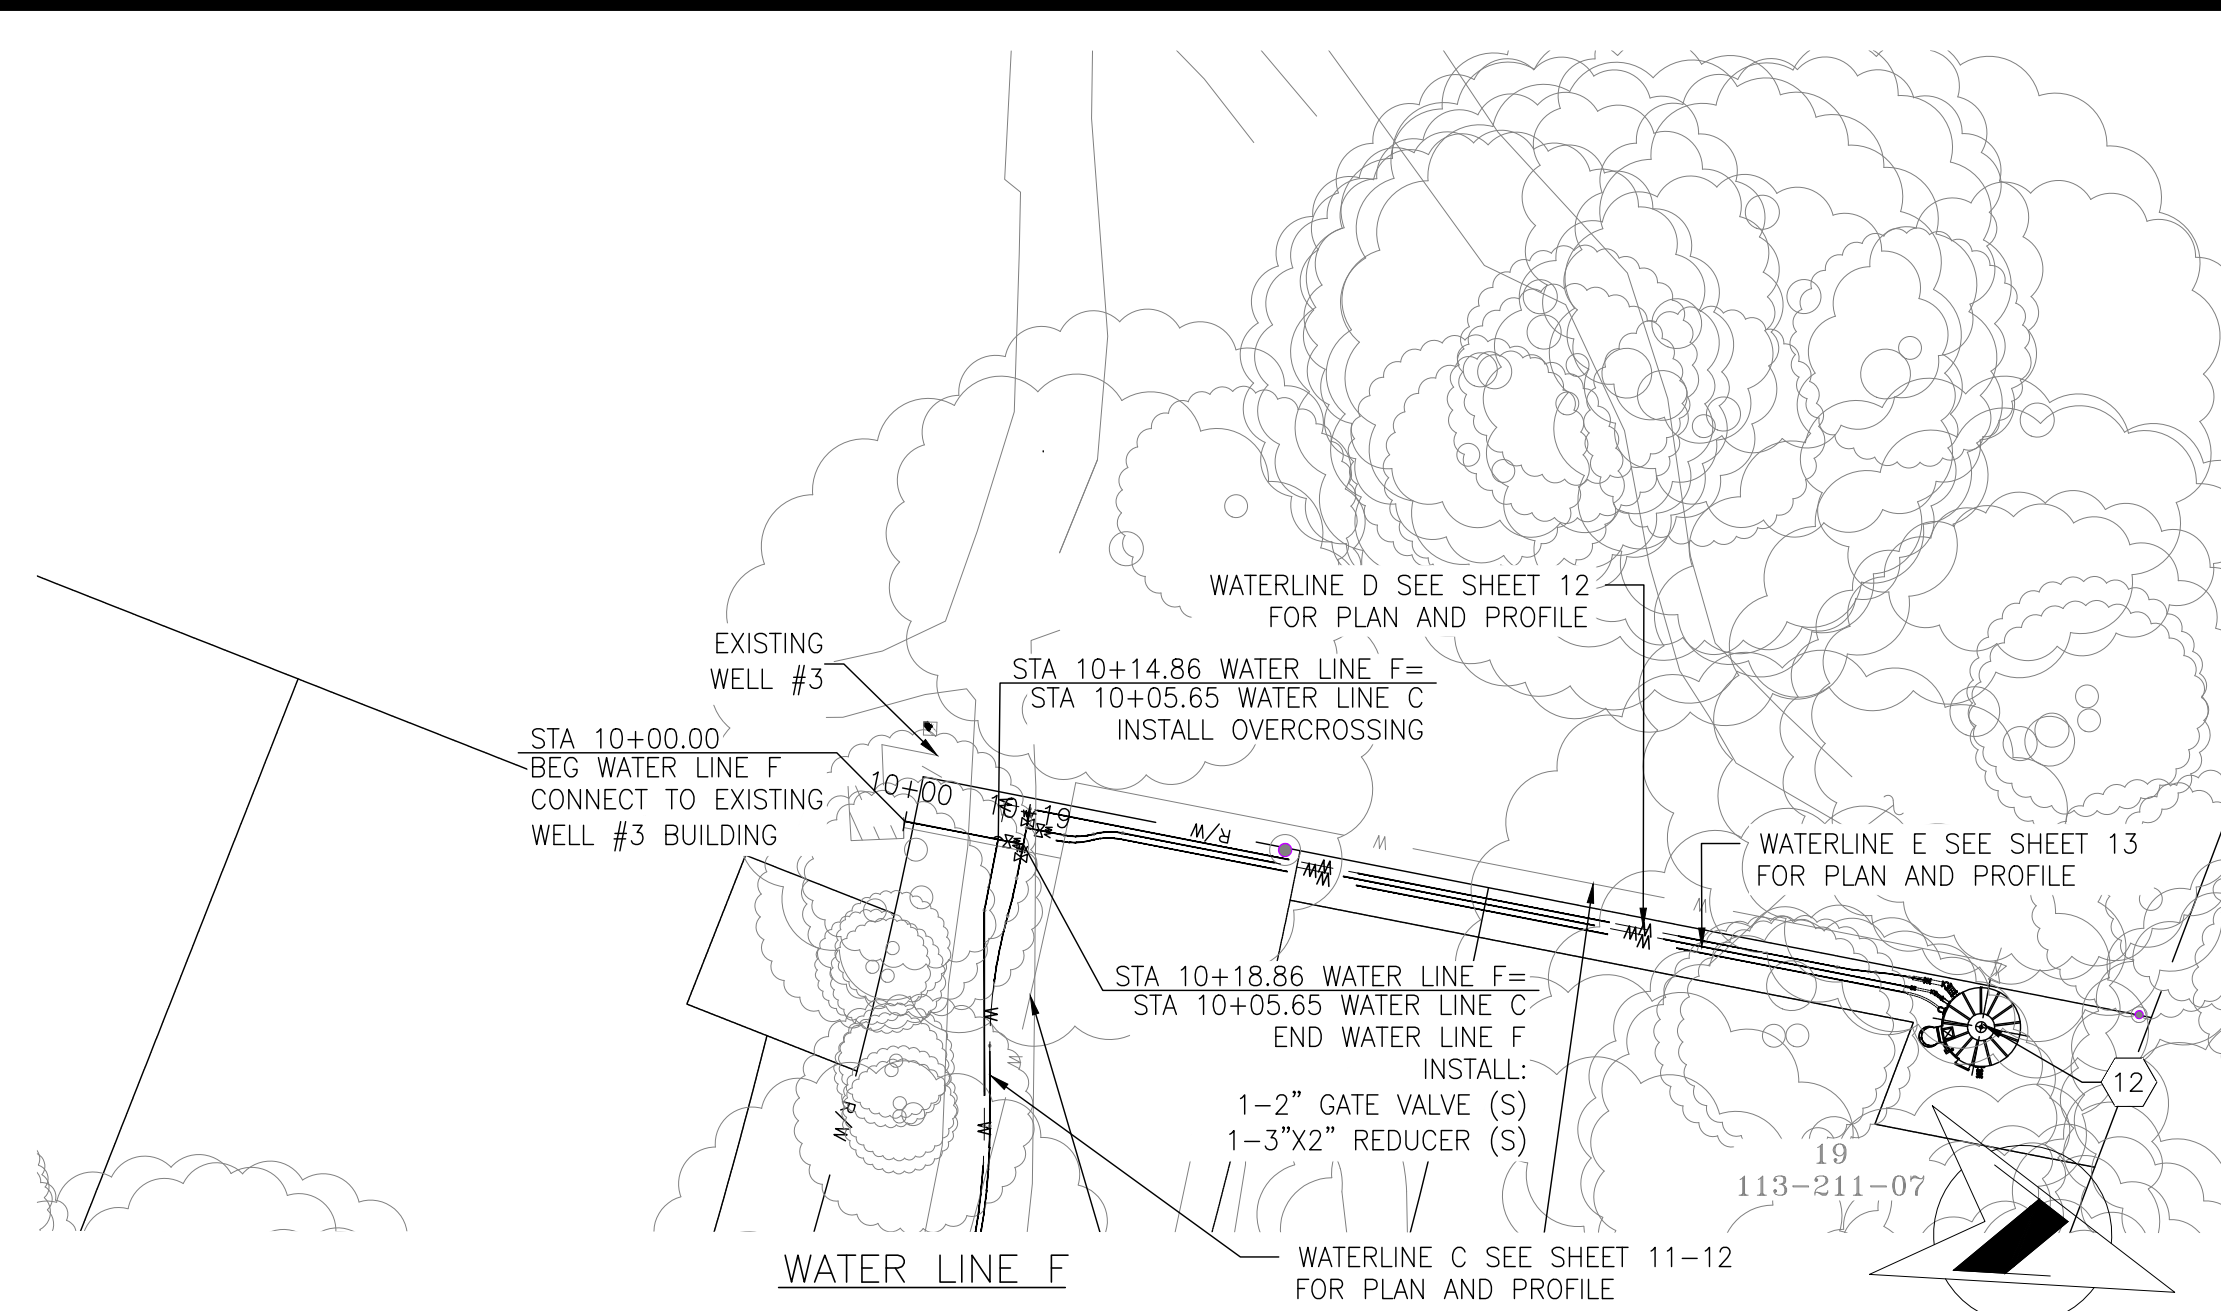 WATERLINE D SEE SHEET 12
FOR PLAN AND PROFILE
EXISTING
WELL #3
STA 10+14.86 WATER LINE F=
STA 10+05.65 WATER LINE C
INSTALL OVERCROSSING
STA 10+00.00
BEG WATER LINE F
CONNECT TO EXISTING
WELL #3 BUILDING
10+00
10+19
R/W
W
W
WATERLINE E SEE SHEET 13
FOR PLAN AND PROFILE
STA 10+18.86 WATER LINE F=
STA 10+05.65 WATER LINE C
END WATER LINE F
INSTALL:
1-2" GATE VALVE (S)
1-3"X2" REDUCER (S)
W
W
W
R/W
12
19
113-211-07
WATER LINE F
WATERLINE C SEE SHEET 11-12
FOR PLAN AND PROFILE